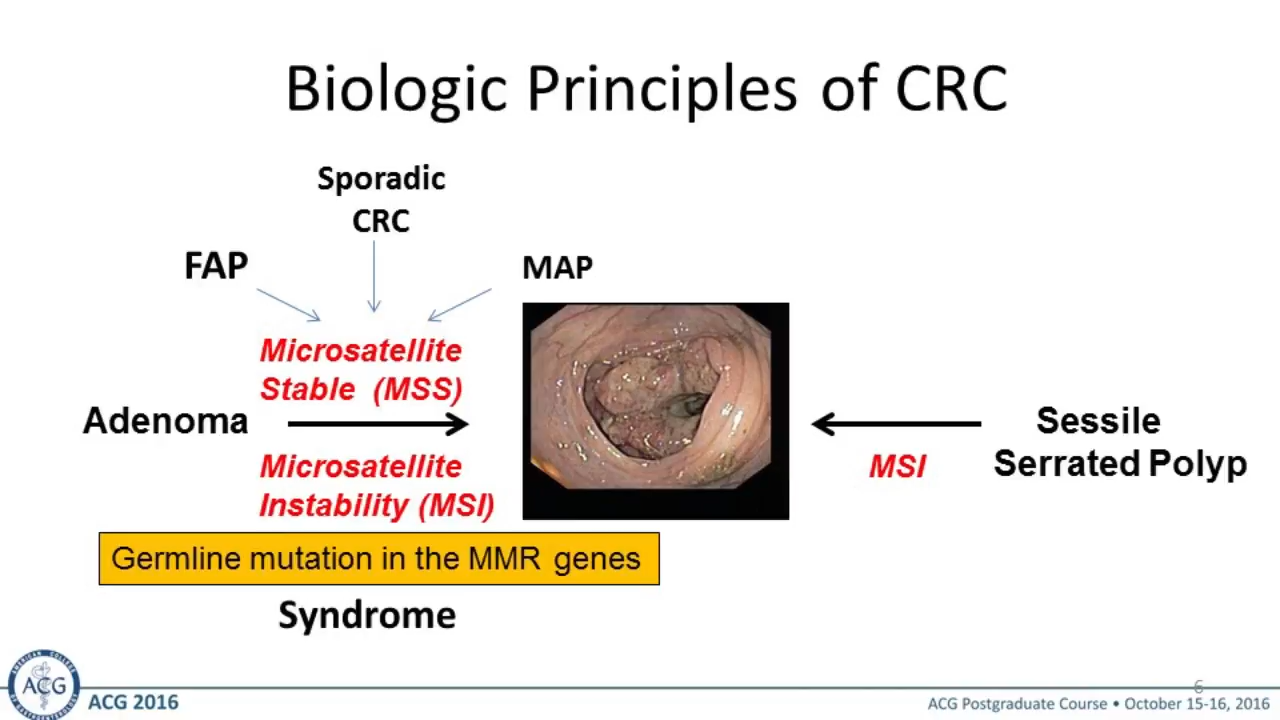 Biologic Principles of CRC
Sporadic
CRC
FAP
MAP
Microsatellite
Stable (MSS)
Adenoma
Microsatellite
Instability (MSI)
Sessile
Serrated Polyp
MSI
Germline mutation in the MMR genes
Syndrome
ACG
ACG 2016
6
ACG Postgraduate Course • October 15-16, 2016